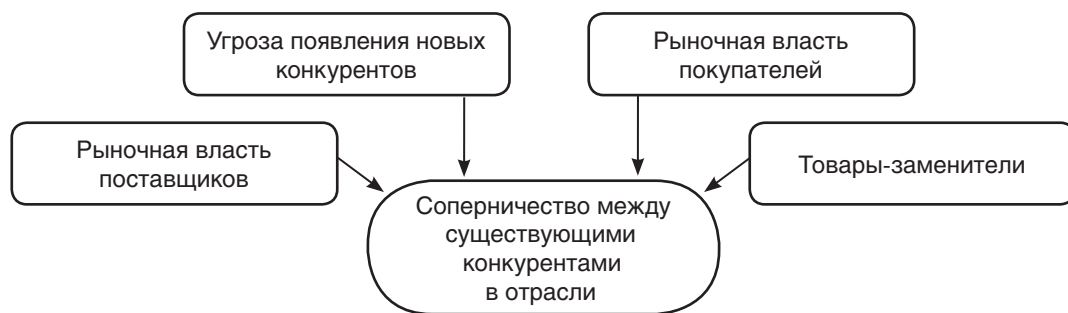 Угроза появления новых
конкурентов
Рыночная власть
покупателей
Рыночная власть
поставщиков
Товары-заменители
Соперничество между
существующими
конкурентами
в отрасли